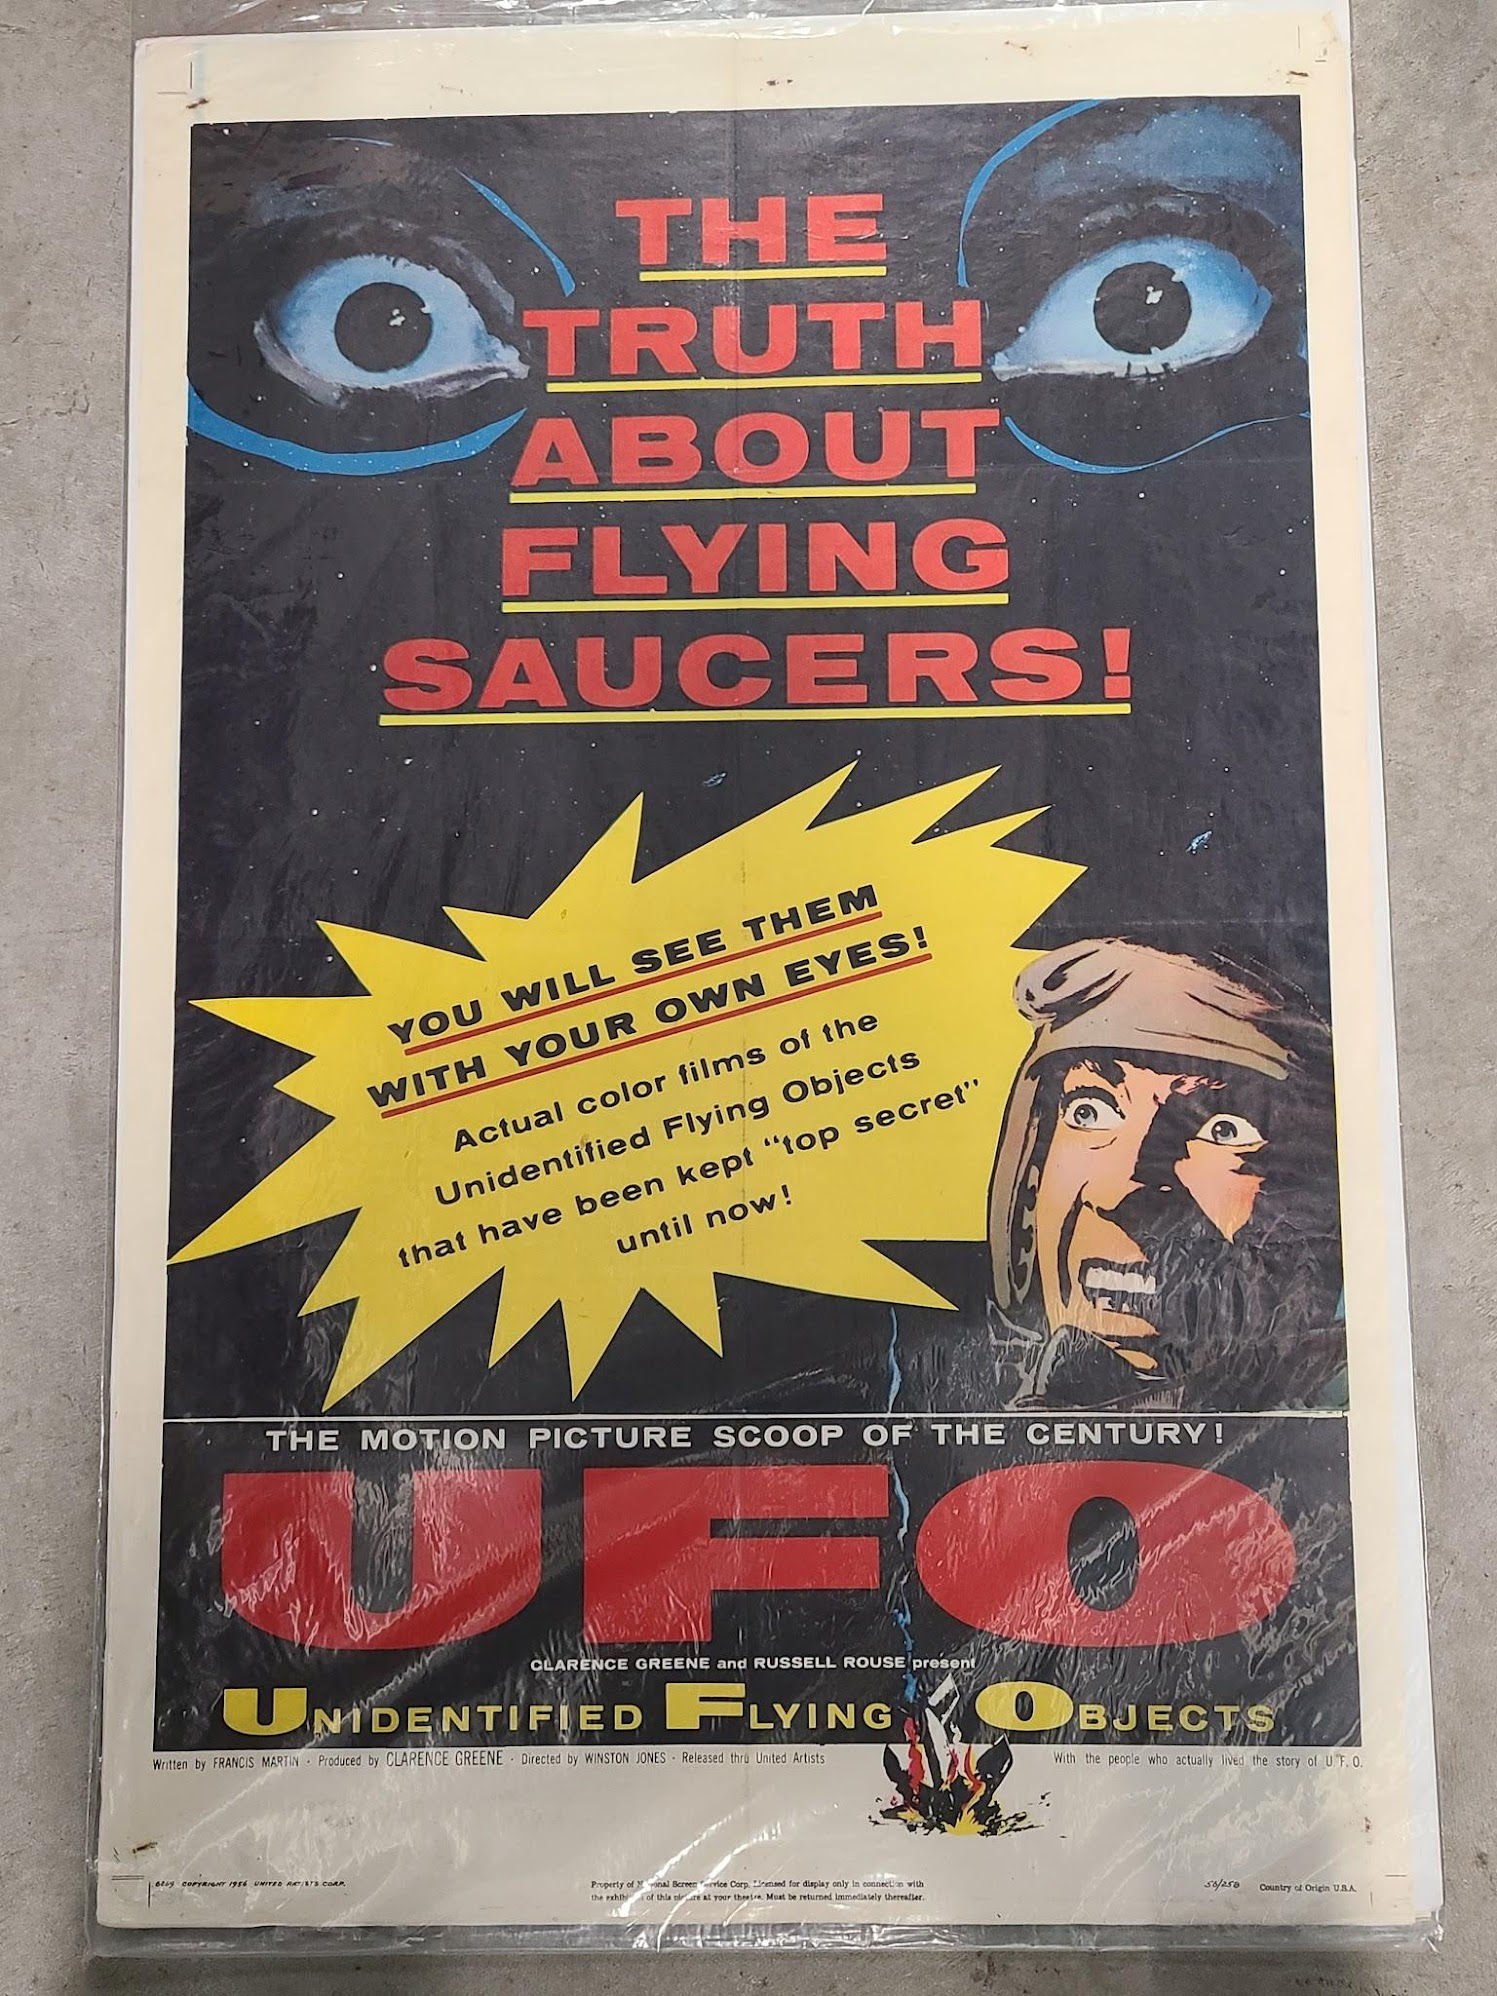 THE
TRUTH
ABOUT
FLYING
SAUCERS!
YOU WILL SEE THEM
WITH YOUR OWN EYES!
Actual color films of the
Unidentified Flying Objects
that have been kept "top secret"
until now!
THE MOTION PICTURE SCOOP OF THE CENTURY!
UFO
CLARENCE GREENE and RUSSELL ROUSE present
UNIDENTIFIED FLYING OBJECTS
Written by FRANCIS MARTIN · Produced by CLARENCE GREENE · Directed by WINSTON JONES · Released thru United Artists
With the people who actually lived the story of U.F.O.
6269 COPYRIGHT 1956 UNITED ARTISTS CORP.
Property of National Screen Service Corp. Licensed for display only in connection with
the exhibition of this picture at your theatre. Must be returned immediately thereafter.
56/258
Country of Origin U.S.A.